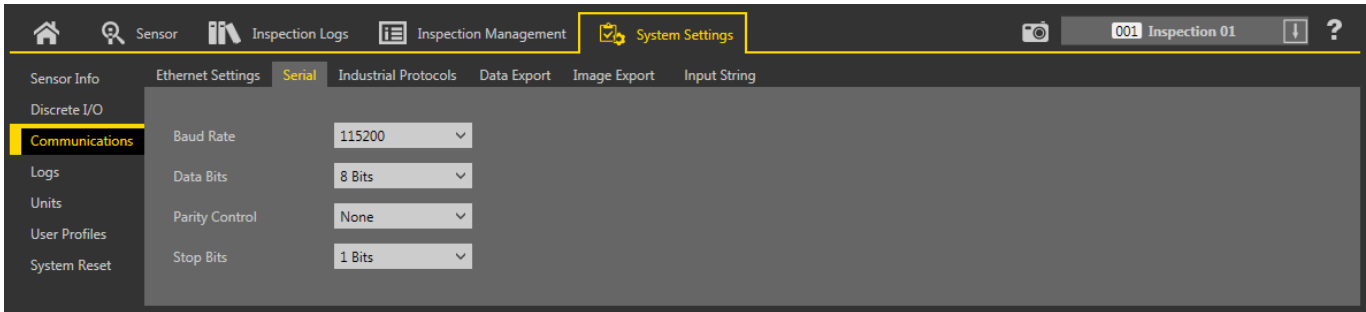 Sensor Inspection Logs Inspection Management System Settings 001 Inspection 01 ?
Sensor Info Ethernet Settings Serial Industrial Protocols Data Export Image Export Input String
Discrete I/O
Communications Baud Rate 115200
Logs Data Bits 8 Bits
Units
User Profiles Parity Control None
System Reset Stop Bits 1 Bits